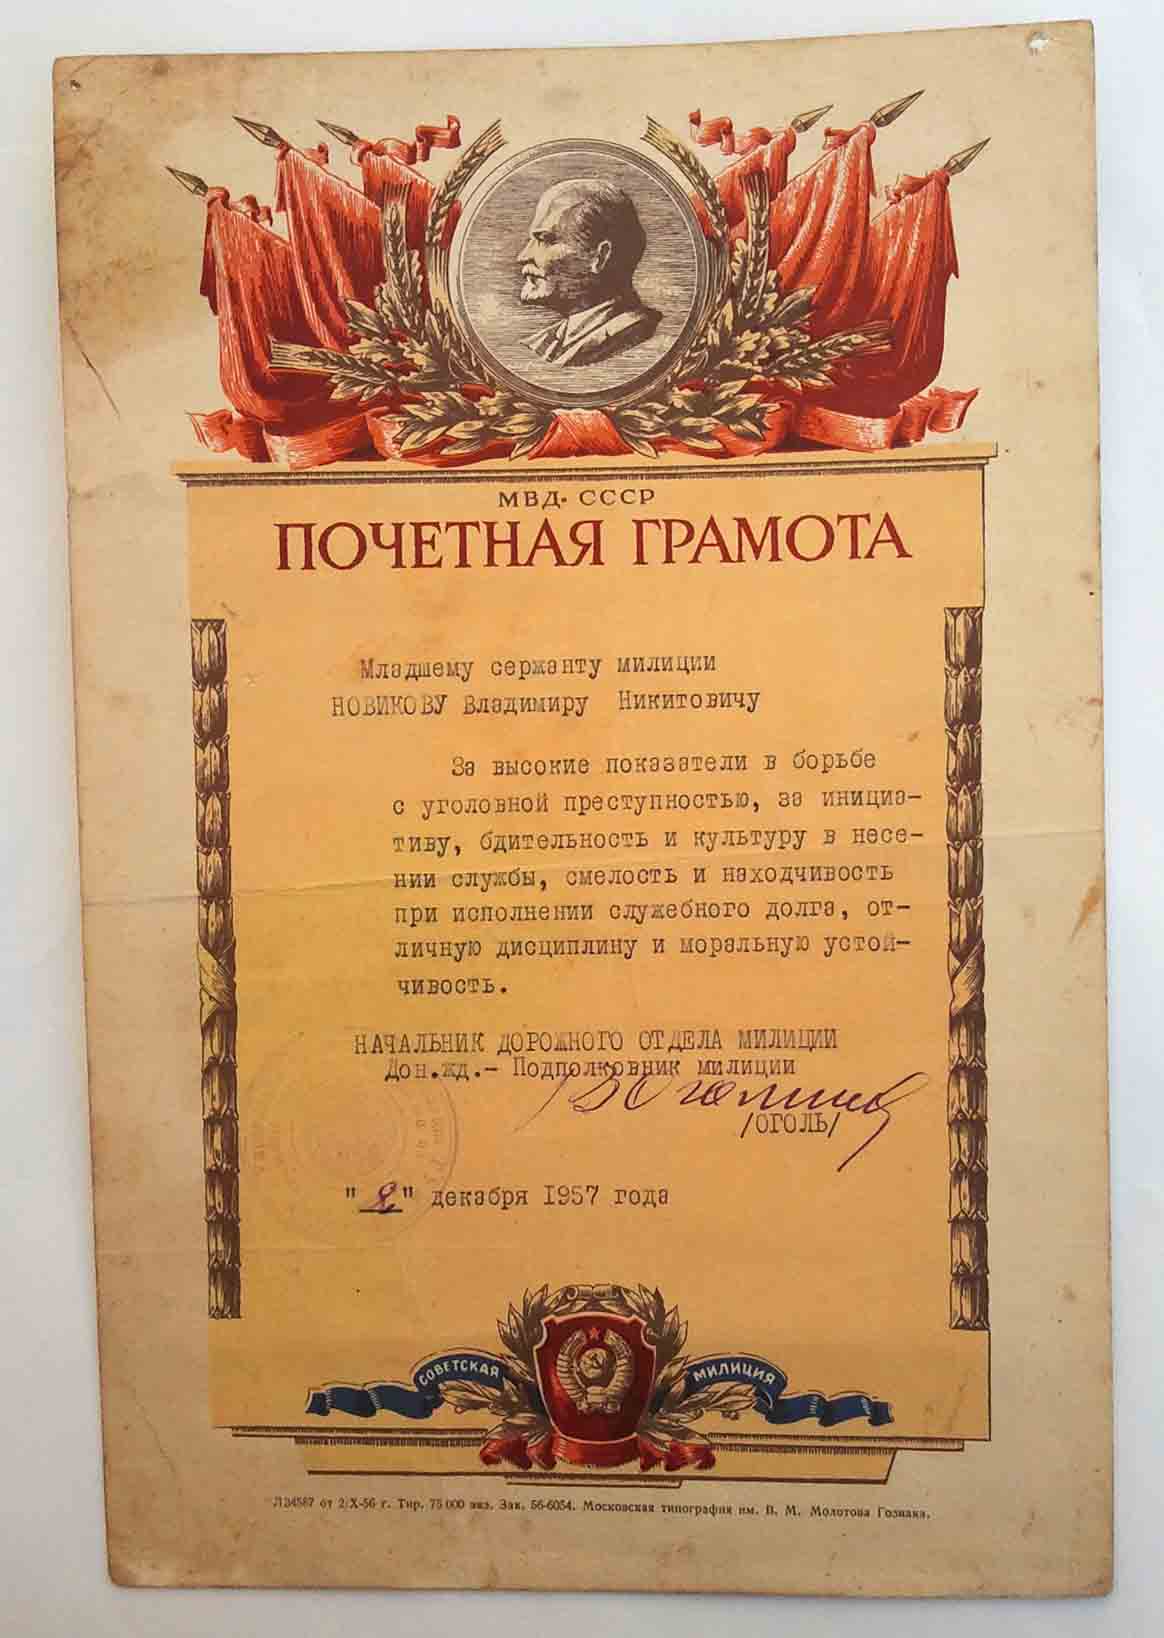 МВД СССР
ПОЧЕТНАЯ ГРАМОТА
Младшему сержанту милиции
НОВИКОВУ Владимиру Никитовичу
За высокие показатели в борьбе
с уголовной преступностью, за инициа-
тиву, бдительность и культуру в несе-
нии службы, смелость и находчивость
при исполнении служебного долга, от-
личную дисциплину и моральную устой-
чивость.
НАЧАЛЬНИК ДОРОЖНОГО ОТДЕЛА МИЛИЦИИ
Дон.жд.- Подполковник милиции
/ОГОЛЬ/
"2" декабря 1957 года
СОВЕТСКАЯ МИЛИЦИЯ
Л34587 от 2/X-56 г. Тир. 75 000 экз. Зак. 56-6054. Московская типография им. В. М. Молотова Гознака.